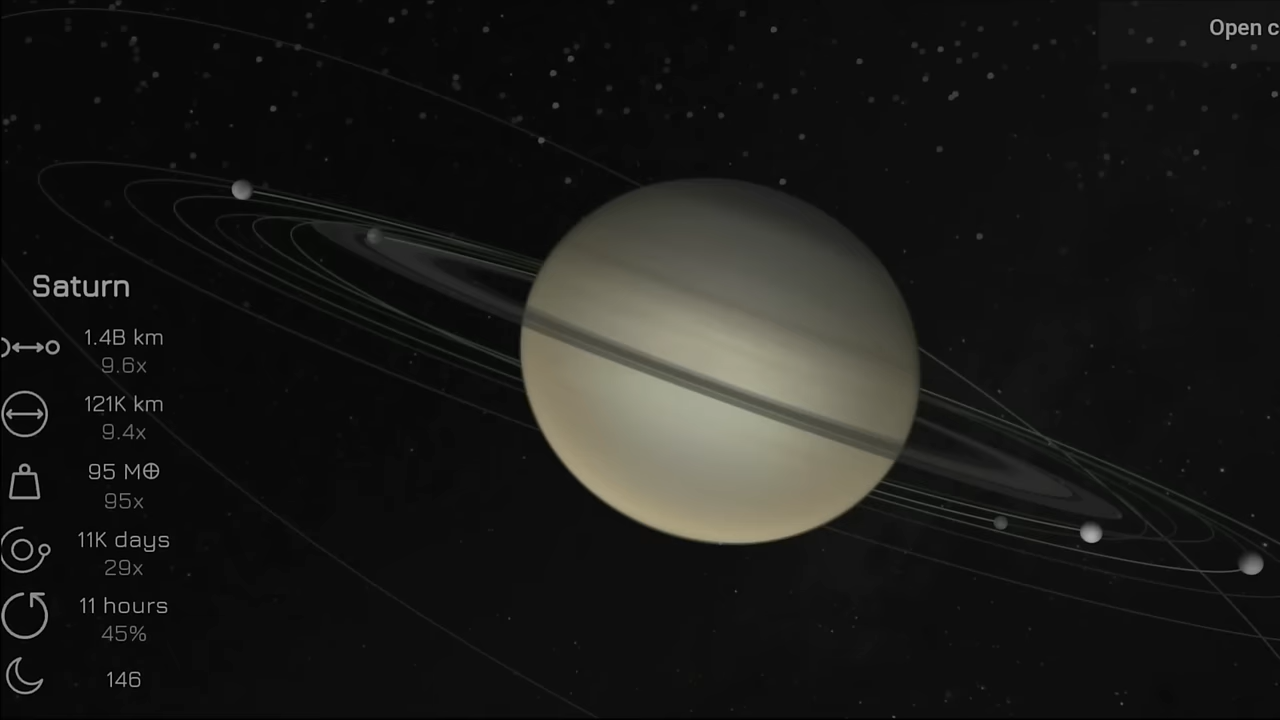 Open c
Saturn
1.4B km
9.6x
121K km
9.4x
95 M⊕
95x
11K days
29x
11 hours
45%
146